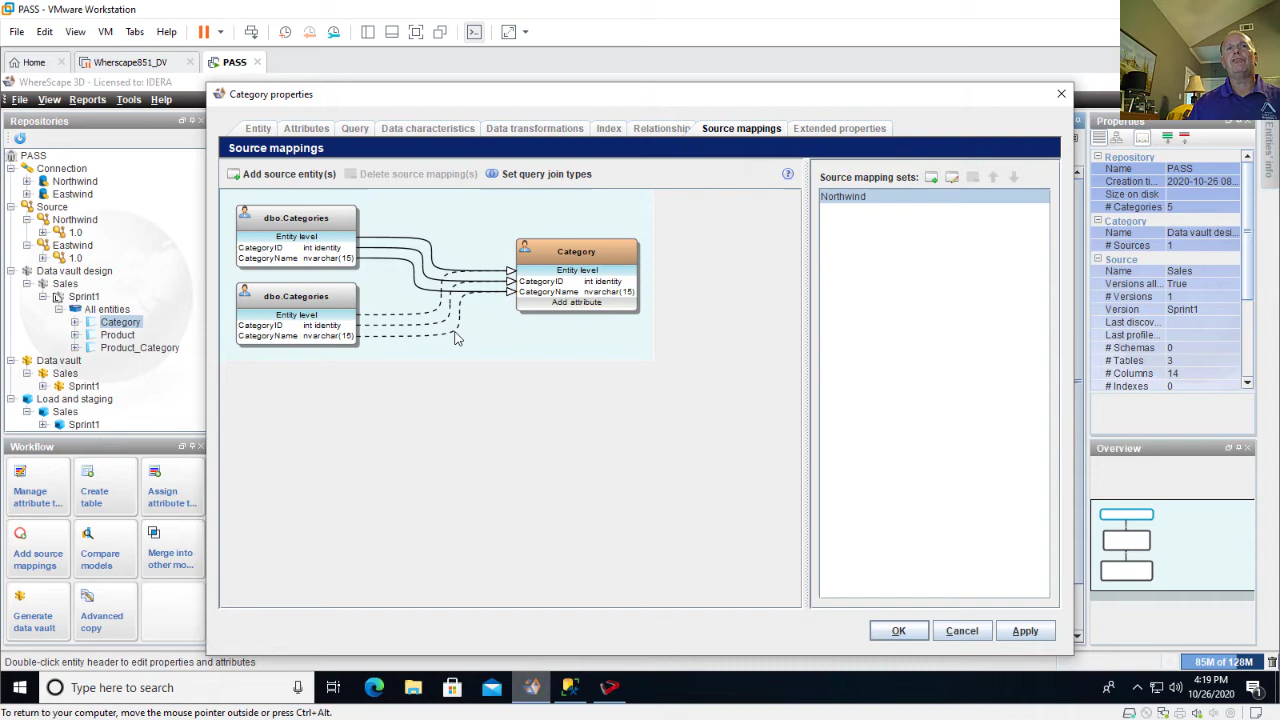 PASS - VMware Workstation
File Edit View VM Tabs Help
Home Wherscape851_DV PASS
WhereScape 3D - Licensed to: IDERA
File View Reports Tools Help
Repositories
PASS
Connection
Northwind
Eastwind
Source
Northwind
1.0
Eastwind
1.0
Data vault design
Sales
Sprint1
All entities
Category
Product
Product_Category
Data vault
Sales
Sprint1
Load and staging
Sales
Sprint1
Workflow
Manage attribute t...
Create table
Assign attribute t...
Add source mappings
Compare models
Merge into other mo...
Generate data vault
Advanced copy
Category properties
Entity Attributes Query Data characteristics Data transformations Index Relationship Source mappings Extended properties
Source mappings
Add source entity(s) Delete source mapping(s) Set query join types
dbo.Categories
Entity level
CategoryID int identity
CategoryName nvarchar(15)
dbo.Categories
Entity level
CategoryID int identity
CategoryName nvarchar(15)
Category
Entity level
CategoryID int identity
CategoryName nvarchar(15)
Add attribute
Source mapping sets:
Northwind
OK Cancel Apply
Properties
Repository
Name PASS
Creation ti... 2020-10-26 08...
Size on disk
# Categories 5
Category
Name Data vault desi...
# Sources 1
Source
Name Sales
Versions all... True
# Versions 1
Version Sprint1
Last discov...
Last profile...
# Schemas 0
# Tables 3
# Columns 14
# Indexes 0
Entities' info
Overview
Double-click entity header to edit properties and attributes
85M of 128M
Type here to search
4:19 PM
10/26/2020
1
To return to your computer, move the mouse pointer outside or press Ctrl+Alt.